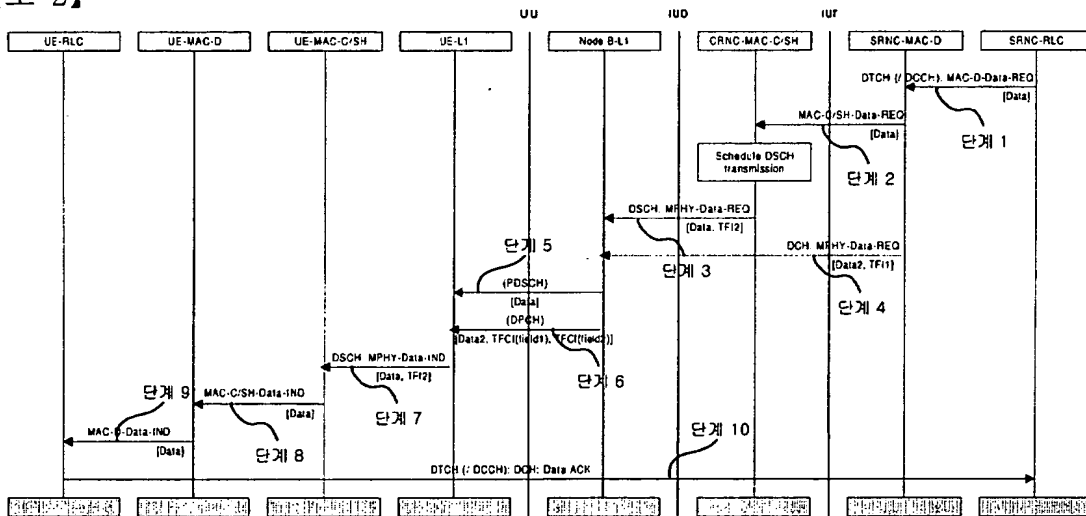 2】
Uu Iub Iur
UE-RLC UE-MAC-D UE-MAC-C/SH UE-L1 Node B-L1 CRNC-MAC-C/SH SRNC-MAC-D SRNC-RLC
DTCH (/ DCCH). MAC-D-Data-REQ
[Data]
단계 1
MAC-C/SH-Data-REQ
[Data]
단계 2
Schedule DSCH
transmission
DSCH. MPHY-Data-REQ
[Data, TFI2]
단계 3
DCH. MPHY-Data-REQ
[Data2, TFI1]
단계 4
단계 5
(PDSCH)
[Data]
(DPCH)
[Data2, TFCI(field1), TFCI(field2)]
단계 6
DSCH MPHY-Data-IND
[Data, TFI2]
단계 7
MAC-C/SH-Data-IND
[Data]
단계 8
단계 9
MAC-D-Data-IND
[Data]
단계 10
DTCH (/ DCCH): DCH: Data ACK